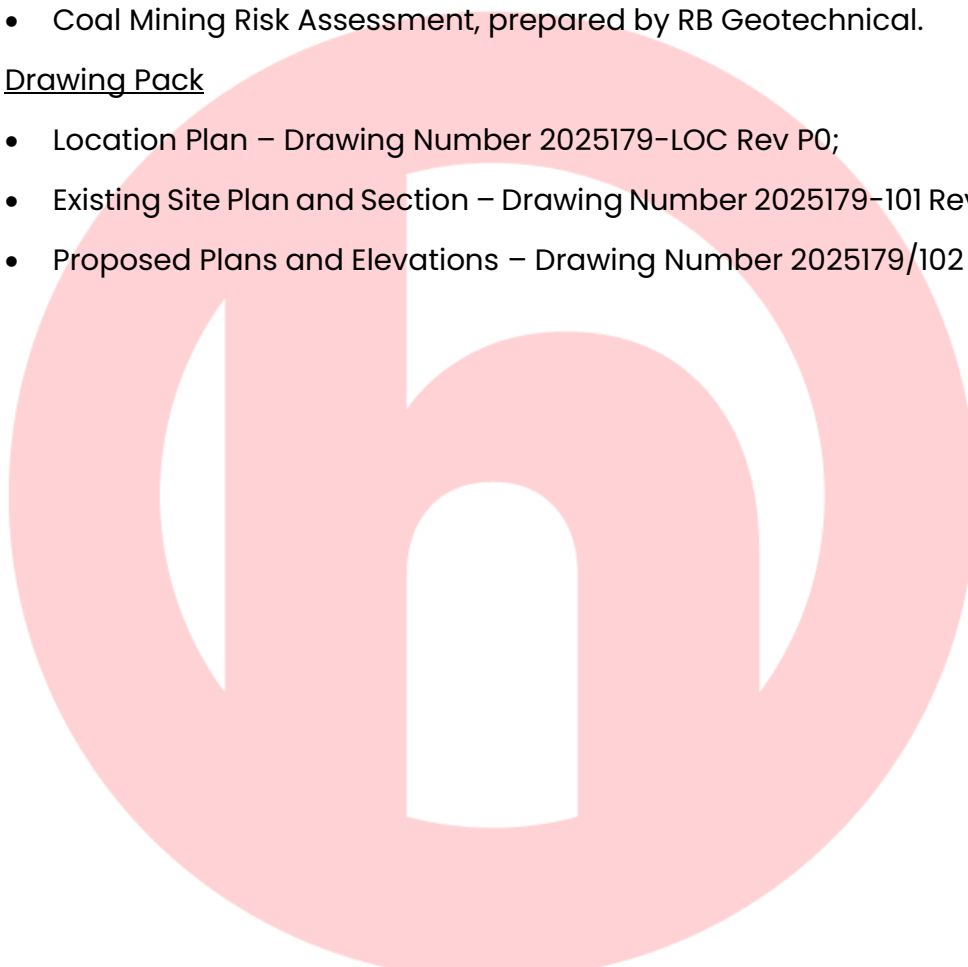 • Coal Mining Risk Assessment, prepared by RB Geotechnical.
Drawing Pack
• Location Plan – Drawing Number 2025179-LOC Rev P0;
• Existing Site Plan and Section – Drawing Number 2025179-101
• Proposed Plans and Elevations – Drawing Number 2025179/102